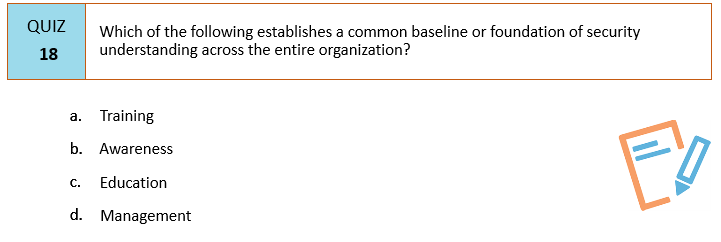 QUIZ
18
Which of the following establishes a common baseline or foundation of security
understanding across the entire organization?
a. Training
b. Awareness
c. Education
d. Management